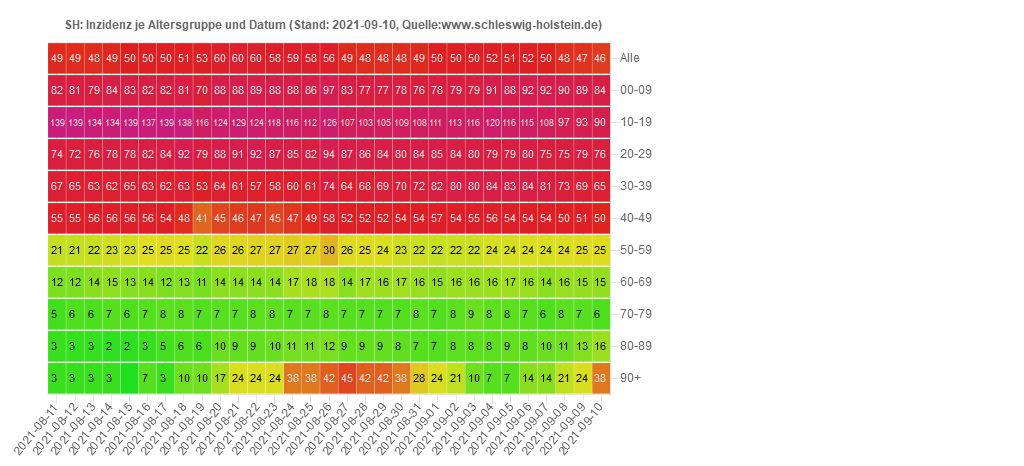 SH: Inzidenz je Altersgruppe und Datum (Stand: 2021-09-10, Quelle:www.schleswig-holstein.de)
49 49 48 49 50 50 50 51 53 60 60 60 58 59 58 56 49 48 48 48 49 50 50 50 52 51 52 50 48 47 46 Alle
82 81 79 84 83 82 82 81 70 88 88 89 88 88 86 97 83 77 77 78 76 78 79 79 91 88 92 92 90 89 84 00-09
139 139 134 134 139 137 139 138 116 124 129 124 118 116 112 126 107 103 105 109 108 111 113 116 120 116 115 108 97 93 90 10-19
74 72 76 78 78 82 84 92 79 88 91 92 87 85 82 94 87 86 84 80 84 85 84 80 79 79 80 75 75 79 76 20-29
67 65 63 62 65 63 62 63 53 64 61 57 58 60 61 74 64 68 69 70 72 82 80 80 84 83 84 81 73 69 65 30-39
55 55 56 56 56 56 54 48 41 45 46 47 45 47 49 58 52 52 52 54 54 57 54 55 56 54 54 54 50 51 50 40-49
21 21 22 23 23 25 25 25 22 26 26 27 27 27 27 30 26 25 24 23 22 22 22 22 24 24 24 24 24 25 25 50-59
12 12 14 15 13 14 12 13 11 14 14 14 14 17 18 18 14 17 16 17 16 15 16 16 16 17 16 14 16 15 15 60-69
5 6 6 7 6 7 8 8 7 7 8 7 8 7 7 8 7 7 7 7 8 7 8 9 8 8 7 6 8 7 6 70-79
3 3 3 2 2 3 5 6 6 10 9 9 10 11 11 12 9 9 9 8 7 7 8 8 8 9 8 10 11 13 16 80-89
3 3 3 3 7 3 10 10 17 24 24 24 38 38 42 45 42 42 38 28 24 21 10 7 7 14 14 21 24 38 90+
2021-08-11 2021-08-12 2021-08-13 2021-08-14 2021-08-15 2021-08-16 2021-08-17 2021-08-18 2021-08-19 2021-08-20 2021-08-21 2021-08-22 2021-08-23 2021-08-24 2021-08-25 2021-08-26 2021-08-27 2021-08-28 2021-08-29 2021-08-30 2021-08-31 2021-09-01 2021-09-02 2021-09-03 2021-09-04 2021-09-05 2021-09-06 2021-09-07 2021-09-08 2021-09-09 2021-09-10